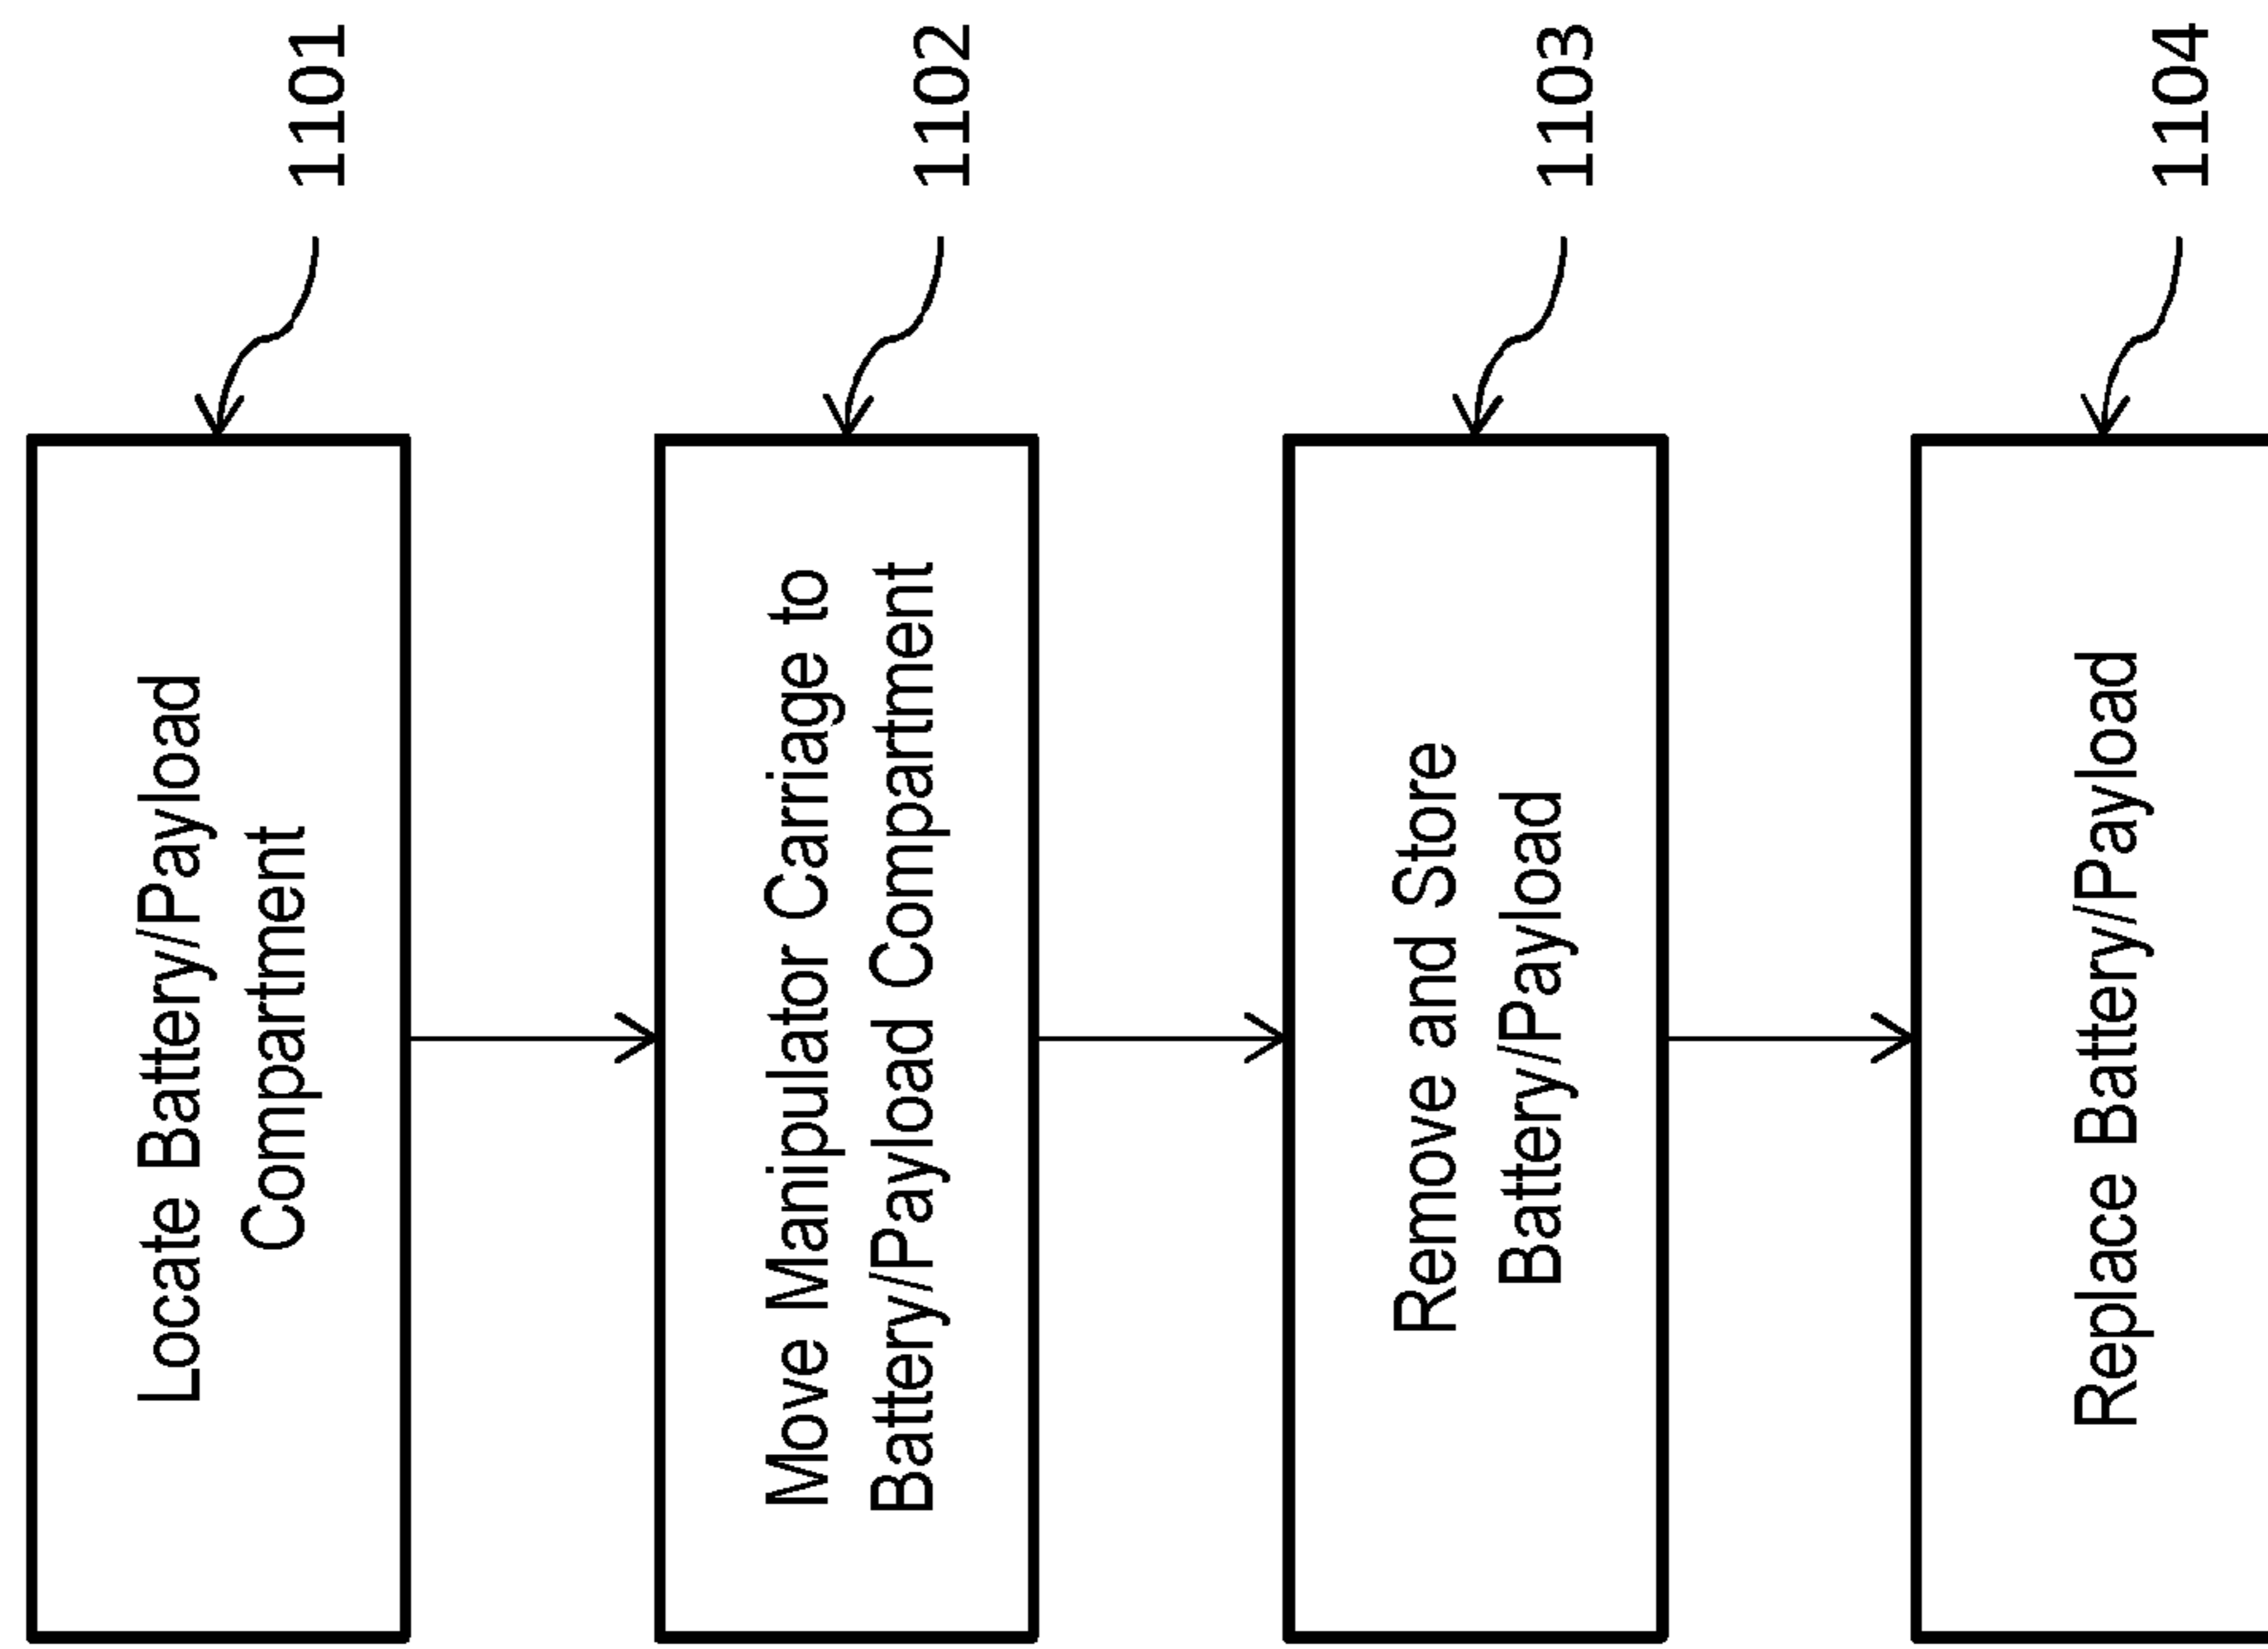 Locate Battery/Payload
Compartment
1101
Move Manipulator Carriage to
Battery/Payload Compartment
1102
Remove and Store
Battery/Payload
1103
Replace Battery/Payload
1104